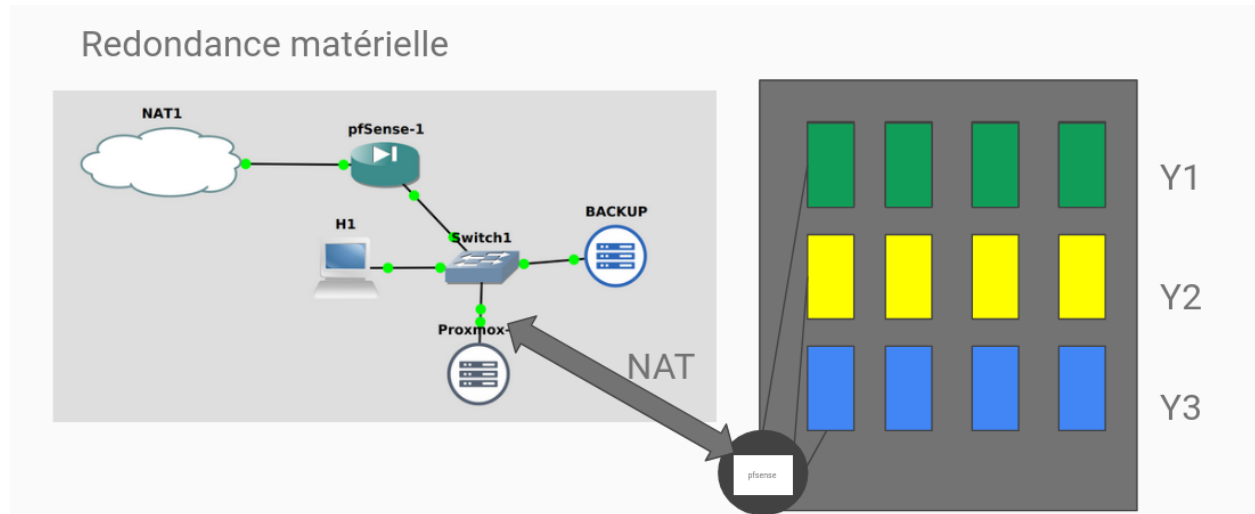 Redondance matérielle
NAT1
pfSense-1
H1
BACKUP
Switch1
Proxmox-
NAT
pfsense
Y1
Y2
Y3